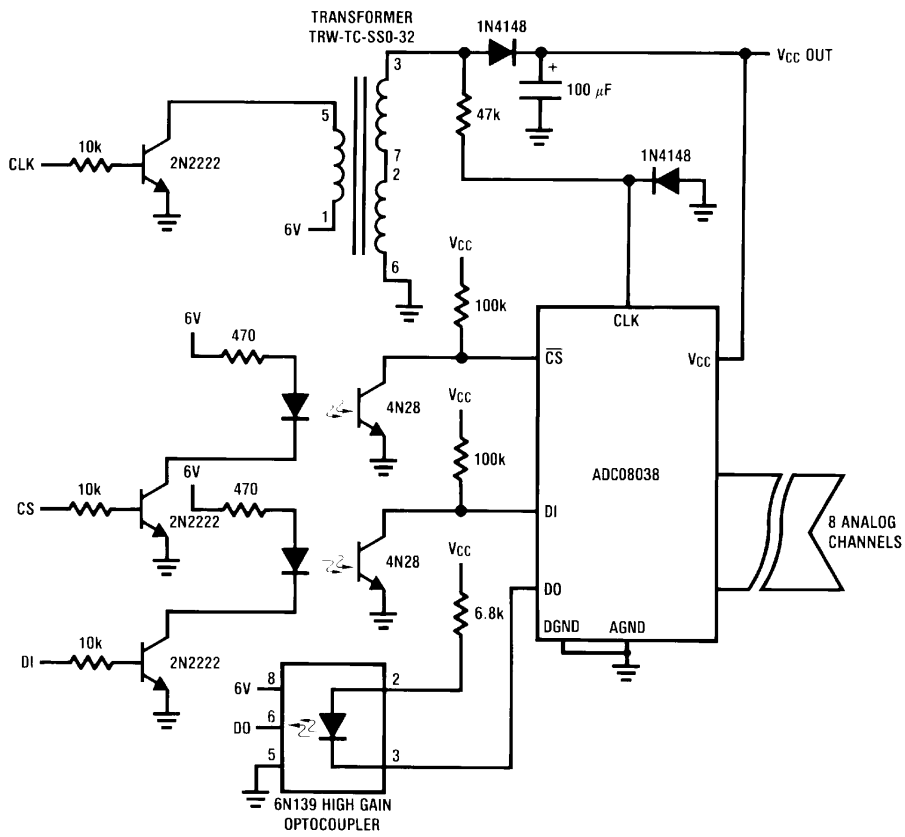 TRANSFORMER
TRW-TC-SS0-32
1N4148
3
VCC OUT
+
100 μF
5
47k
10k
CLK
2N2222
7
2
1N4148
1
6V
6
VCC
100k
CLK
6V
470
CS
VCC
4N28
VCC
100k
ADC08038
6V
10k
470
CS
2N2222
DI
8 ANALOG
CHANNELS
4N28
VCC
DO
6.8k
10k
DGND
AGND
DI
2N2222
6V
8
2
DO
6
5
3
6N139 HIGH GAIN
OPTOCOUPLER